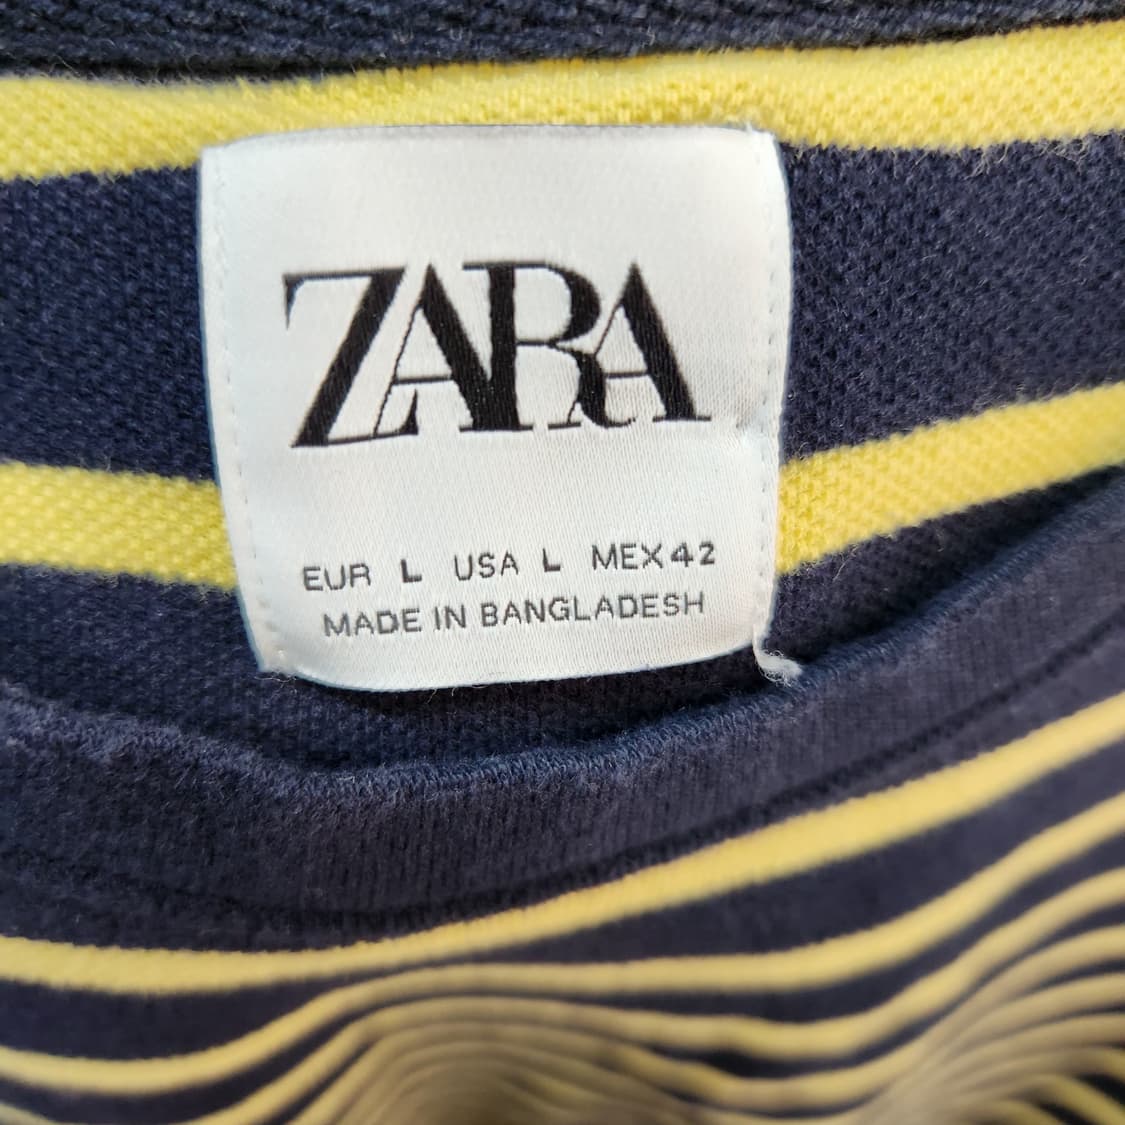 ZARA
EUR L USA L MEX 42
MADE IN BANGLADESH